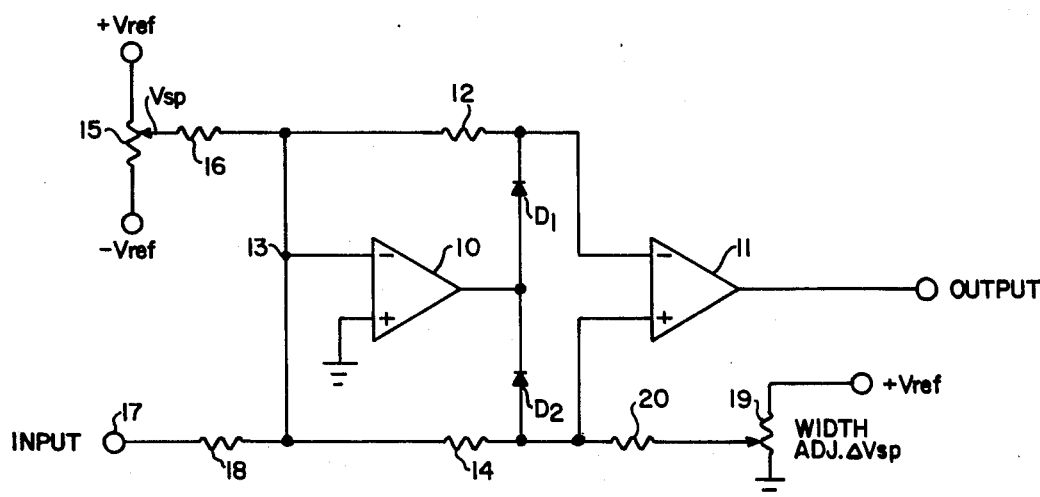 +Vref
Vsp
15
16
-Vref
12
D1
13
10
-
+
11
-
+
OUTPUT
D2
+Vref
20
19
17
INPUT
18
14
WIDTH
ADJ. ΔVsp